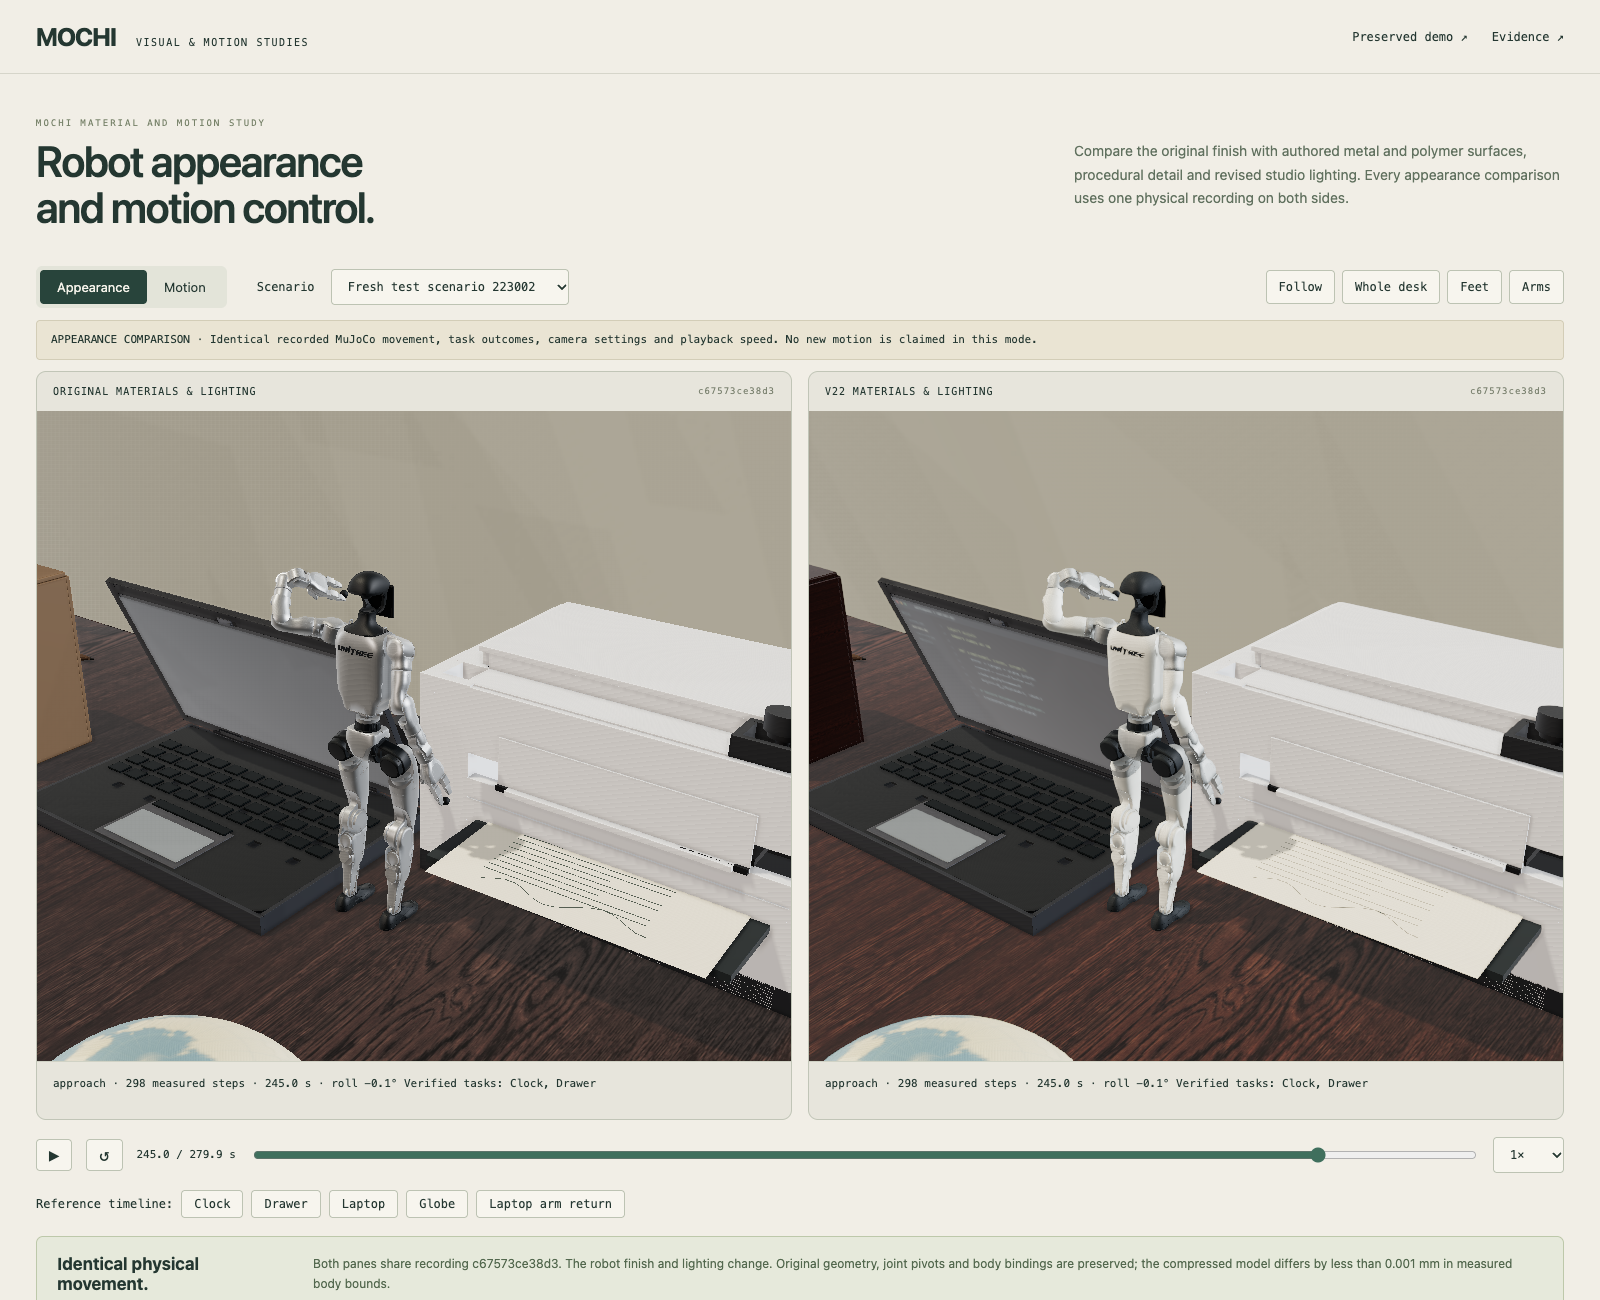 MOCHI VISUAL & MOTION STUDIES
Preserved demo ↗ Evidence ↗
MOCHI MATERIAL AND MOTION STUDY
Robot appearance
and motion control.
Compare the original finish with authored metal and polymer surfaces,
procedural detail and revised studio lighting. Every appearance comparison
uses one physical recording on both sides.
Appearance Motion Scenario Fresh test scenario 223002
Follow Whole desk Feet Arms
APPEARANCE COMPARISON · Identical recorded MuJoCo movement, task outcomes, camera settings and playback speed. No new motion is claimed in this mode.
ORIGINAL MATERIALS & LIGHTING c67573ce38d3
UNITREE
approach · 298 measured steps · 245.0 s · roll −0.1° Verified tasks: Clock, Drawer
V22 MATERIALS & LIGHTING c67573ce38d3
UNITREE
approach · 298 measured steps · 245.0 s · roll −0.1° Verified tasks: Clock, Drawer
▶ ↺ 245.0 / 279.9 s 1×
Reference timeline: Clock Drawer Laptop Globe Laptop arm return
Identical physical
movement.
Both panes share recording c67573ce38d3. The robot finish and lighting change. Original geometry, joint pivots and body bindings are preserved; the compressed model differs by less than 0.001 mm in measured
body bounds.